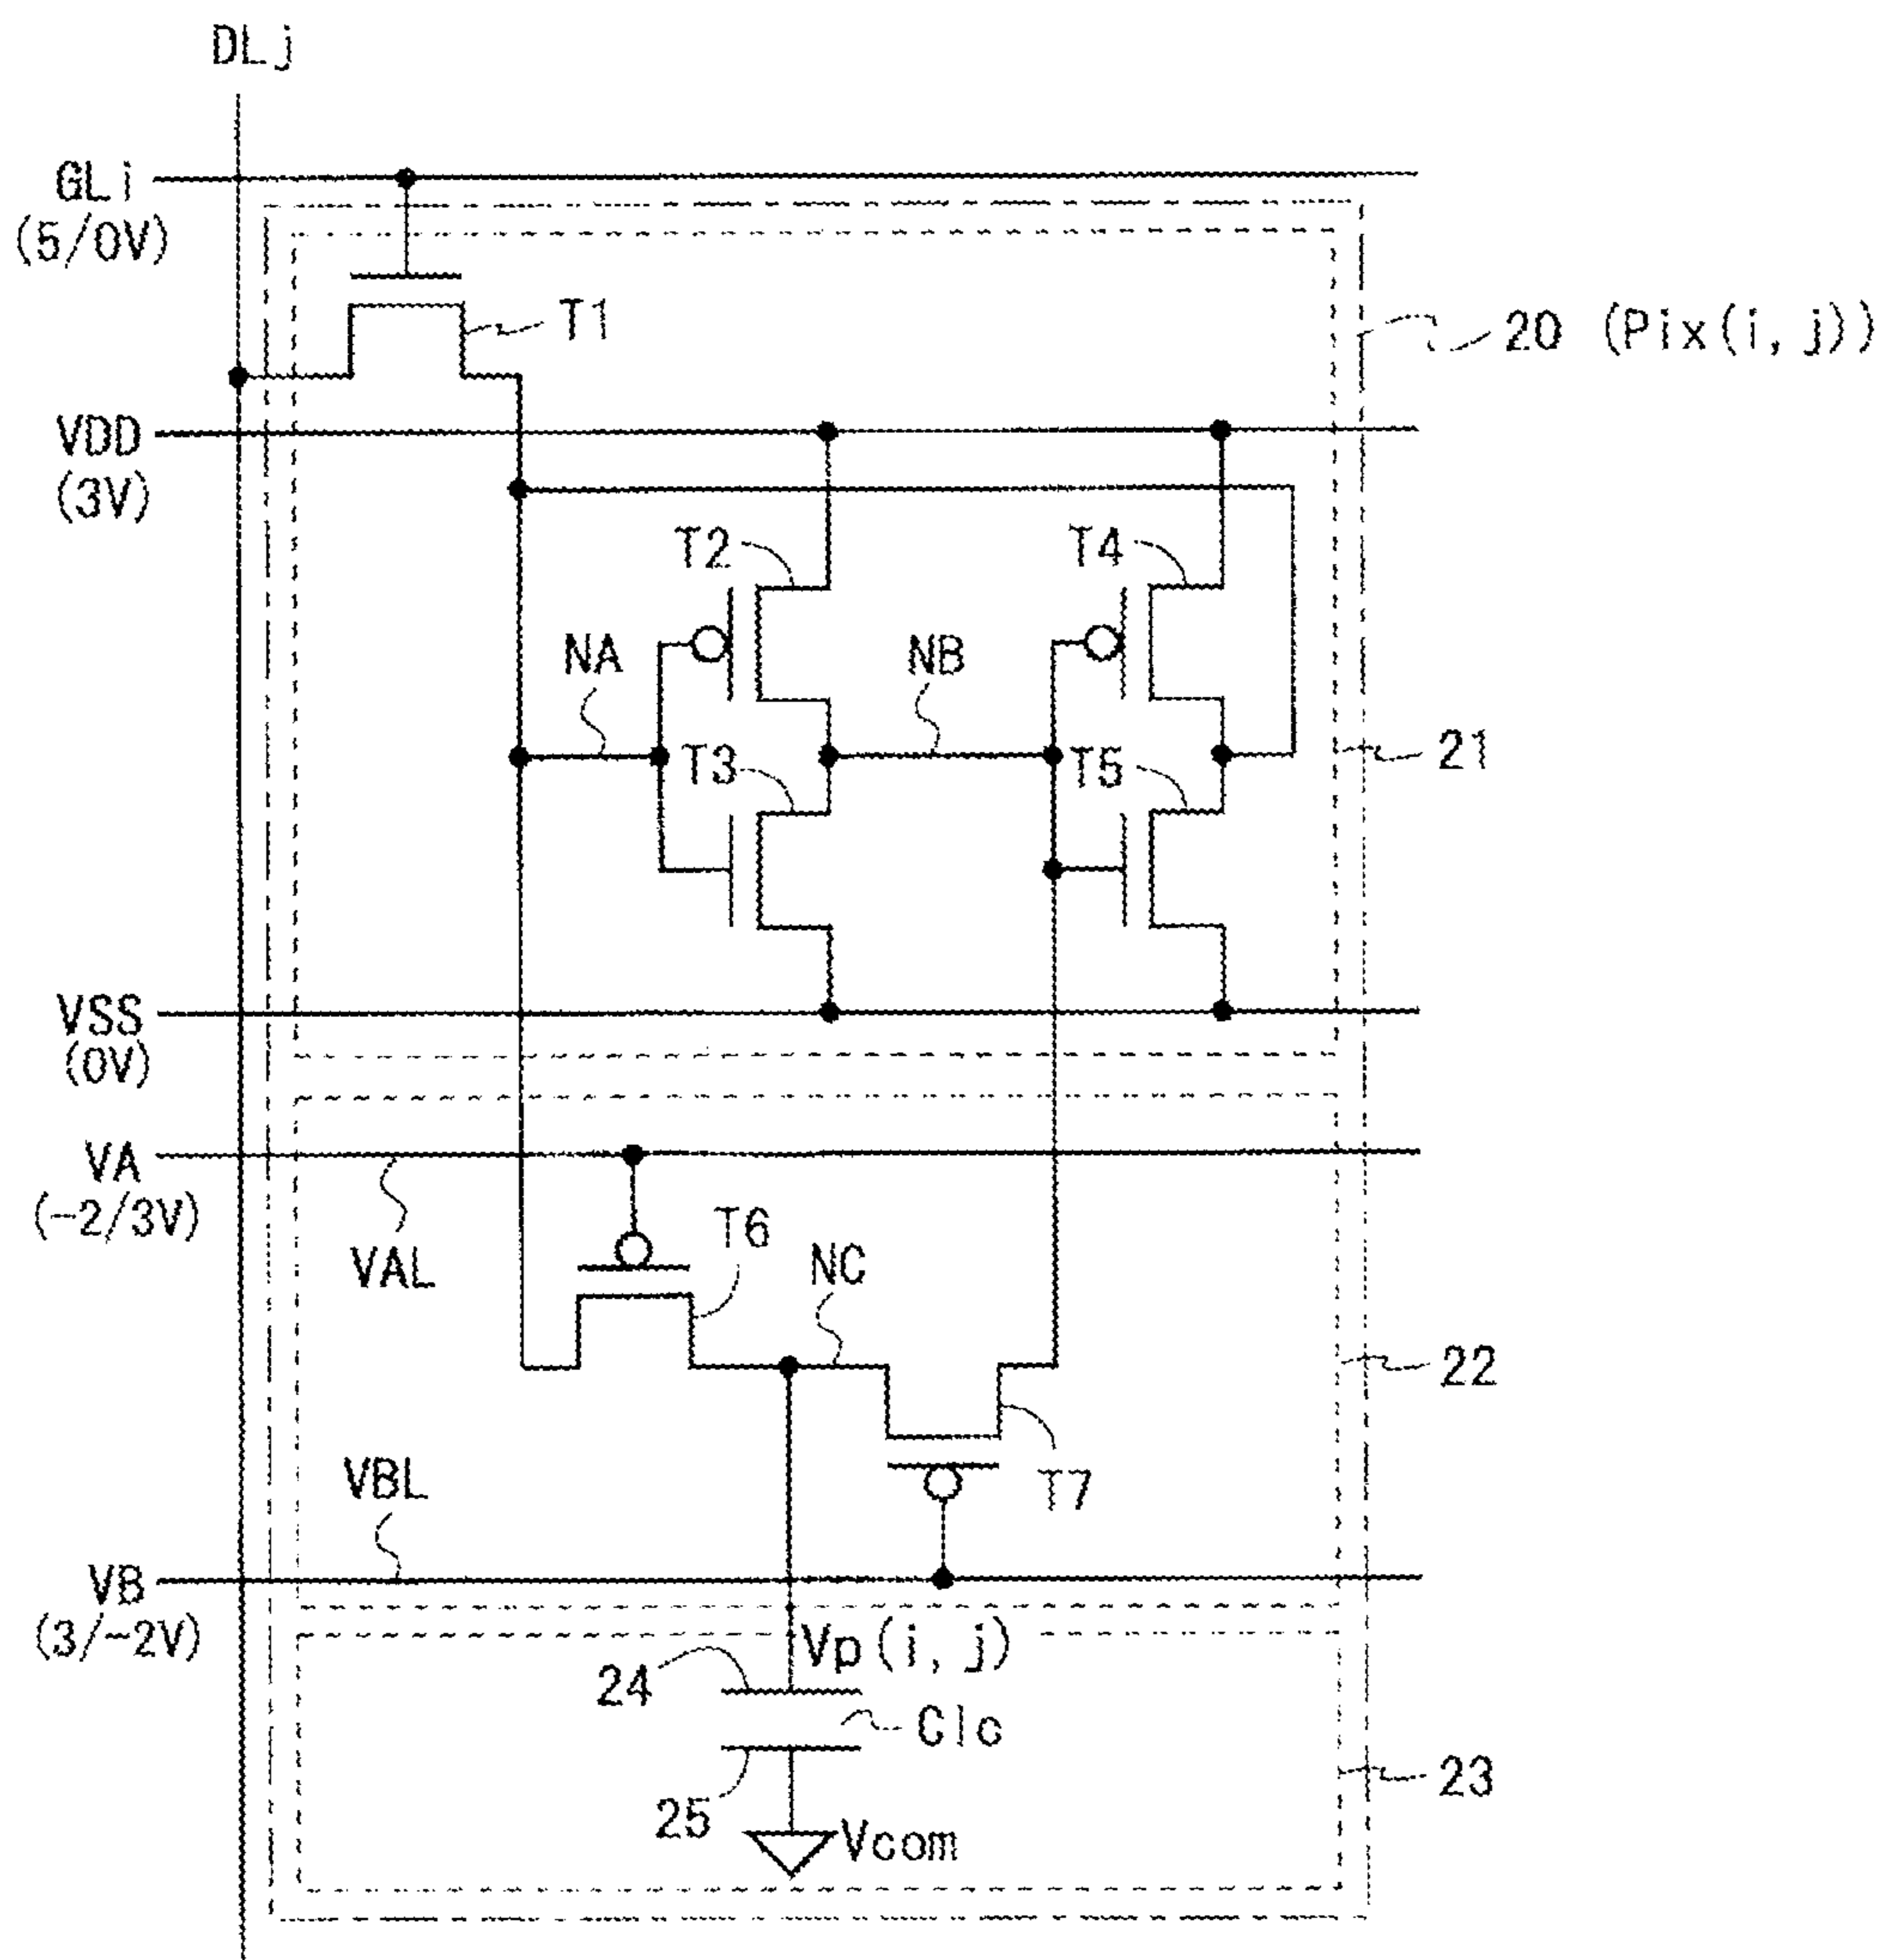 DLj
GLi
(5/0V)
T1
20 (Pix(i, j))
VDD
(3V)
T2
T4
NA
NB
T3
T5
21
VSS
(0V)
VA
(-2/3V)
VAL
T6
NC
22
VBL
T7
VB
(3/-2V)
Vp(i, j)
24
Clc
25
23
Vcom